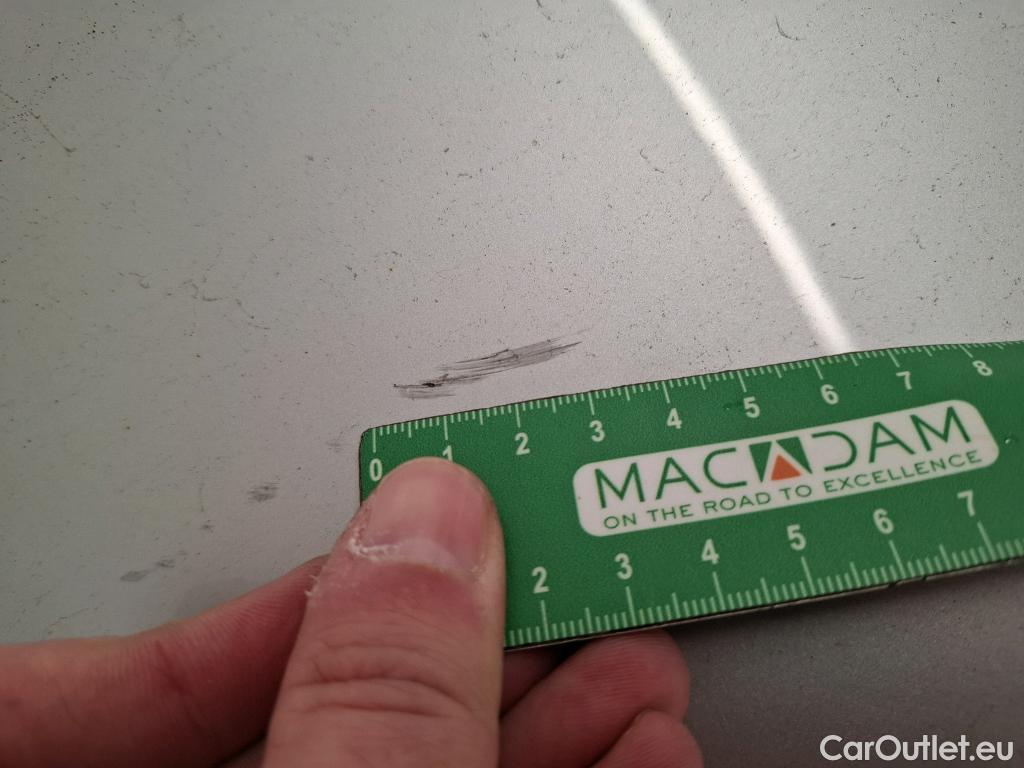 0 1 2 3 4 5 6 7 8
MACADAM
ON THE ROAD TO EXCELLENCE
2 3 4 5 6 7
CarOutlet.eu